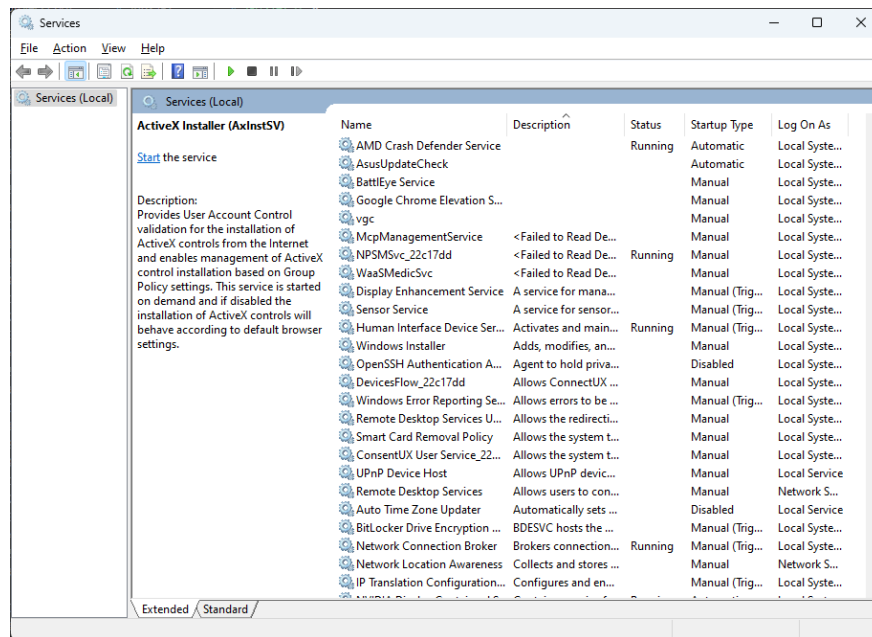 Services
File Action View Help
Services (Local)
Services (Local)
ActiveX Installer (AxInstSV)
Start the service
Description:
Provides User Account Control
validation for the installation of
ActiveX controls from the Internet
and enables management of ActiveX
control installation based on Group
Policy settings. This service is started
on demand and if disabled the
installation of ActiveX controls will
behave according to default browser
settings.
Name Description Status Startup Type Log On As
AMD Crash Defender Service Running Automatic Local Syste...
AsusUpdateCheck Automatic Local Syste...
BattlEye Service Manual Local Syste...
Google Chrome Elevation S... Manual Local Syste...
vgc Manual Local Syste...
McpManagementService <Failed to Read De... Manual Local Syste...
NPSMSvc_22c17dd <Failed to Read De... Running Manual Local Syste...
WaaSMedicSvc <Failed to Read De... Manual Local Syste...
Display Enhancement Service A service for mana... Manual (Trig... Local Syste...
Sensor Service A service for sensor... Manual (Trig... Local Syste...
Human Interface Device Ser... Activates and main... Running Manual (Trig... Local Syste...
Windows Installer Adds, modifies, an... Manual Local Syste...
OpenSSH Authentication A... Agent to hold priva... Disabled Local Syste...
DevicesFlow_22c17dd Allows ConnectUX ... Manual Local Syste...
Windows Error Reporting Se... Allows errors to be ... Manual (Trig... Local Syste...
Remote Desktop Services U... Allows the redirecti... Manual Local Syste...
Smart Card Removal Policy Allows the system t... Manual Local Syste...
ConsentUX User Service_22... Allows the system t... Manual Local Syste...
UPnP Device Host Allows UPnP devic... Manual Local Service
Remote Desktop Services Allows users to con... Manual Network S...
Auto Time Zone Updater Automatically sets ... Disabled Local Service
BitLocker Drive Encryption ... BDESVC hosts the ... Manual (Trig... Local Syste...
Network Connection Broker Brokers connection... Running Manual (Trig... Local Syste...
Network Location Awareness Collects and stores ... Manual Network S...
IP Translation Configuration... Configures and en... Manual (Trig... Local Syste...
Extended Standard